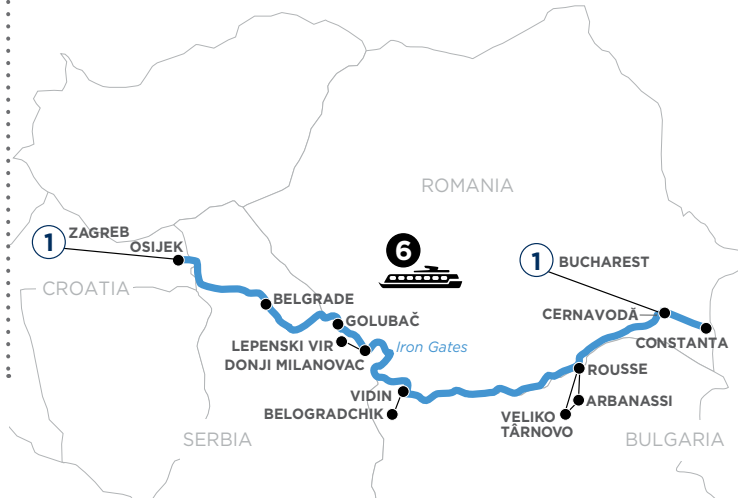 ROMANIA
1
ZAGREB
OSIJEK
6
1
BUCHAREST
CROATIA
BELGRADE
GOLUBAČ
CERNAVODĂ
CONSTANTA
LEPENSKI VIR
Iron Gates
DONJI MILANOVAC
ROUSSE
VIDIN
ARBANASSI
BELOGRADCHIK
VELIKO
TÂRNOVO
SERBIA
BULGARIA